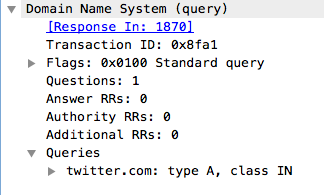 Domain Name System (query)
[Response In: 1870]
Transaction ID: 0x8fa1
Flags: 0x0100 Standard query
Questions: 1
Answer RRs: 0
Authority RRs: 0
Additional RRs: 0
Queries
twitter.com: type A, class IN